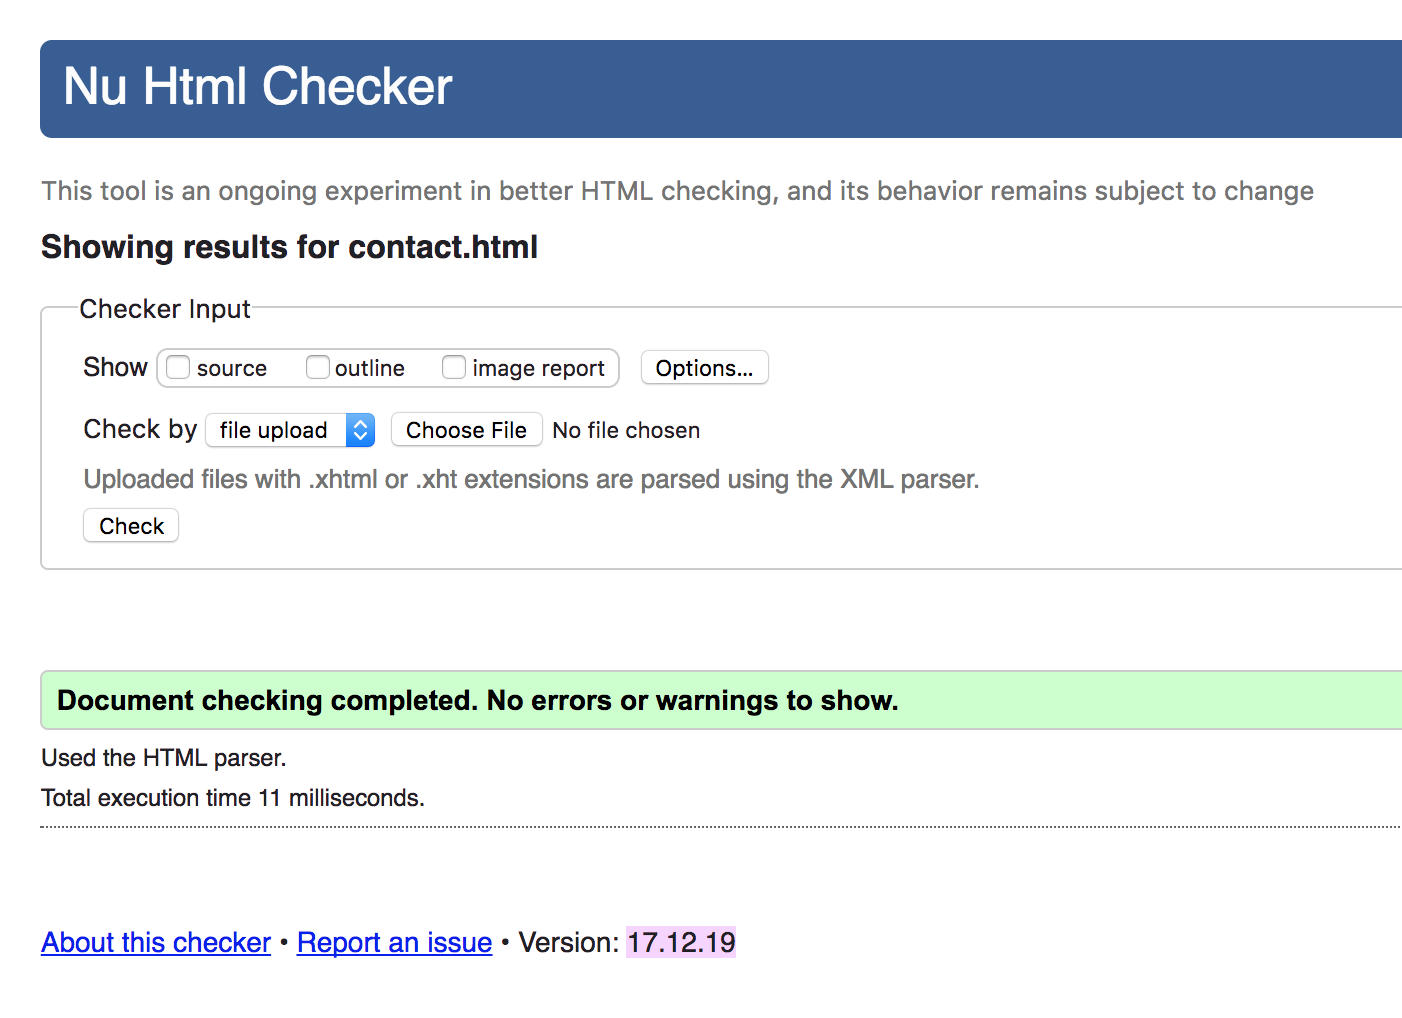 Nu Html Checker
This tool is an ongoing experiment in better HTML checking, and its behavior remains subject to change
Showing results for contact.html
Checker Input
Show source outline image report Options...
Check by file upload Choose File No file chosen
Uploaded files with .xhtml or .xht extensions are parsed using the XML parser.
Check
Document checking completed. No errors or warnings to show.
Used the HTML parser.
Total execution time 11 milliseconds.
About this checker • Report an issue • Version: 17.12.19